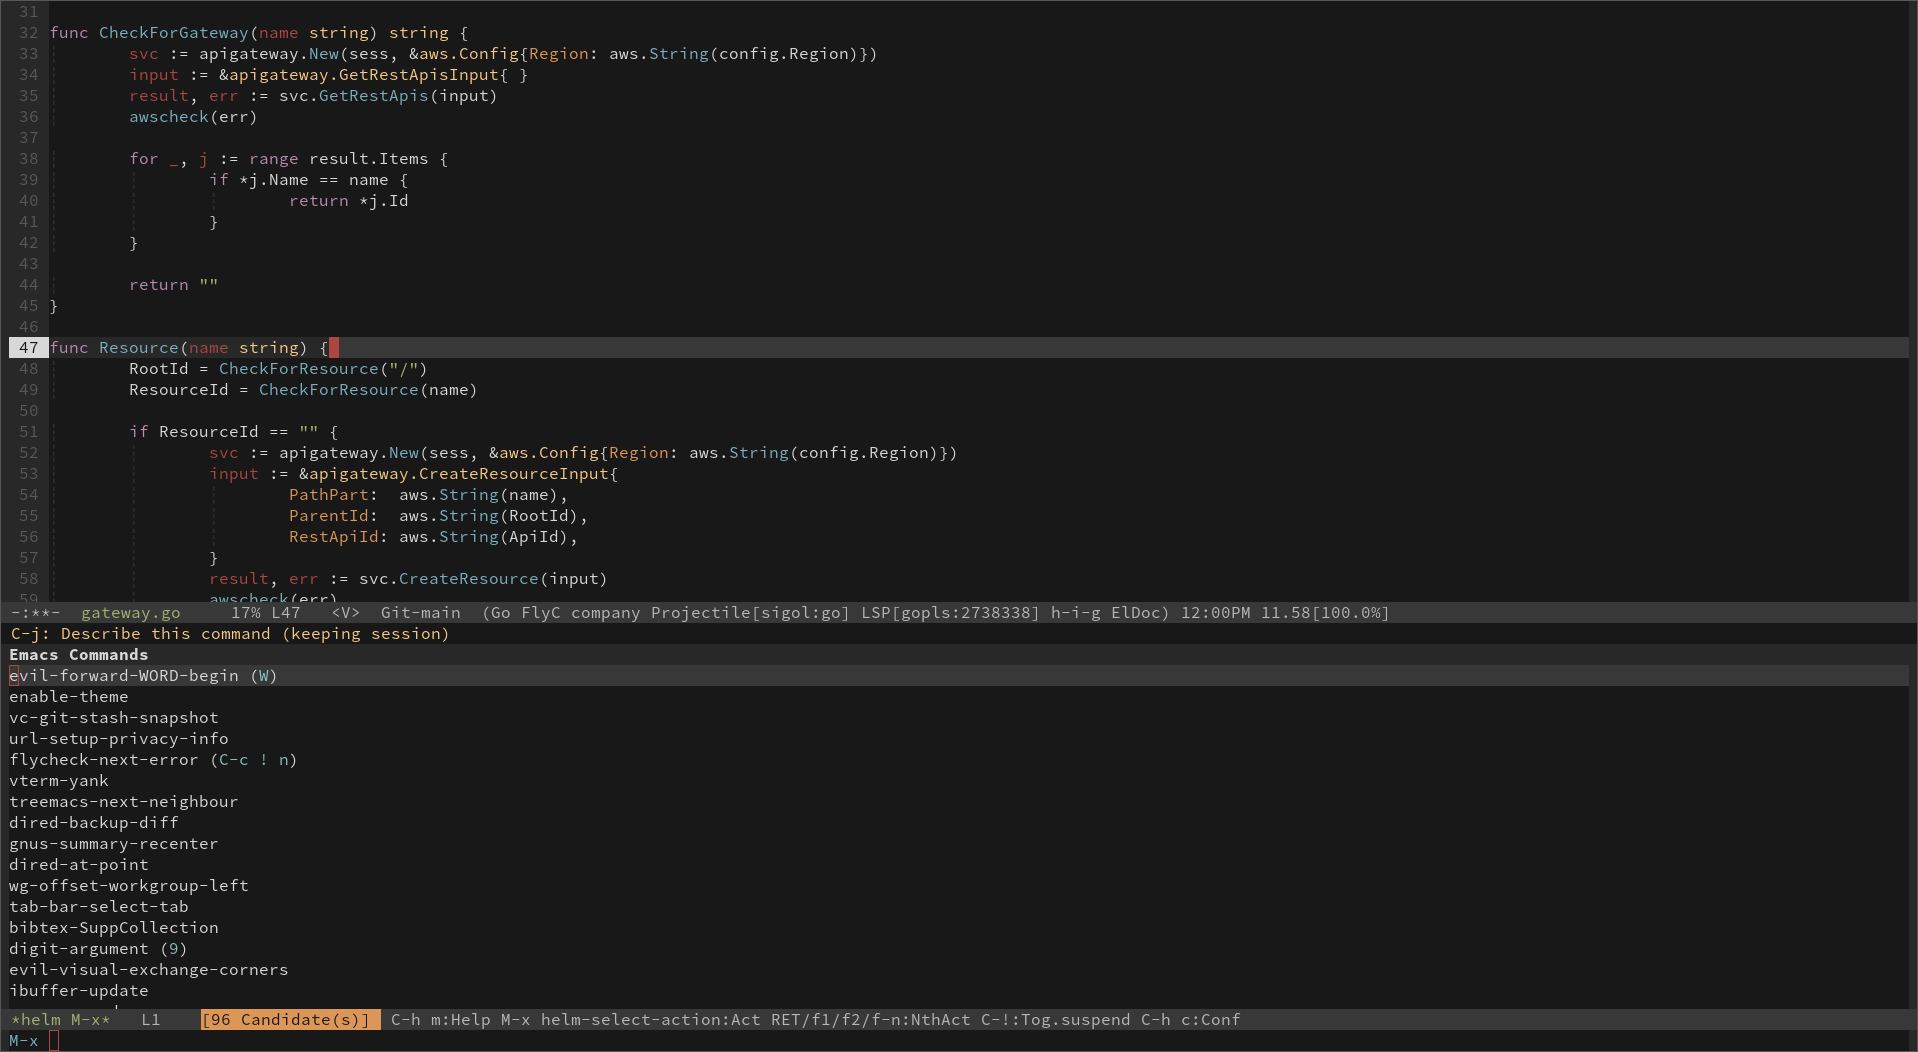 31
32 func CheckForGateway(name string) string {
33 svc := apigateway.New(sess, &aws.Config{Region: aws.String(config.Region)})
34 input := &apigateway.GetRestApisInput{ }
35 result, err := svc.GetRestApis(input)
36 awscheck(err)
37
38 for _, j := range result.Items {
39 if *j.Name == name {
40 return *j.Id
41 }
42 }
43
44 return ""
45 }
46
47 func Resource(name string) {
48 RootId = CheckForResource("/")
49 ResourceId = CheckForResource(name)
50
51 if ResourceId == "" {
52 svc := apigateway.New(sess, &aws.Config{Region: aws.String(config.Region)})
53 input := &apigateway.CreateResourceInput{
54 PathPart:  aws.String(name),
55 ParentId:  aws.String(RootId),
56 RestApiId: aws.String(ApiId),
57 }
58 result, err := svc.CreateResource(input)
59 awscheck(err)
-:**-  gateway.go     17% L47   <V>  Git-main  (Go FlyC company Projectile[sigol:go] LSP[gopls:2738338] h-i-g ElDoc) 12:00PM 11.58[100.0%]
C-j: Describe this command (keeping session)
Emacs Commands
evil-forward-WORD-begin (W)
enable-theme
vc-git-stash-snapshot
url-setup-privacy-info
flycheck-next-error (C-c ! n)
vterm-yank
treemacs-next-neighbour
dired-backup-diff
gnus-summary-recenter
dired-at-point
wg-offset-workgroup-left
tab-bar-select-tab
bibtex-SuppCollection
digit-argument (9)
evil-visual-exchange-corners
ibuffer-update
*helm M-x*   L1    [96 Candidate(s)]  C-h m:Help M-x helm-select-action:Act RET/f1/f2/f-n:NthAct C-!:Tog.suspend C-h c:Conf
M-x